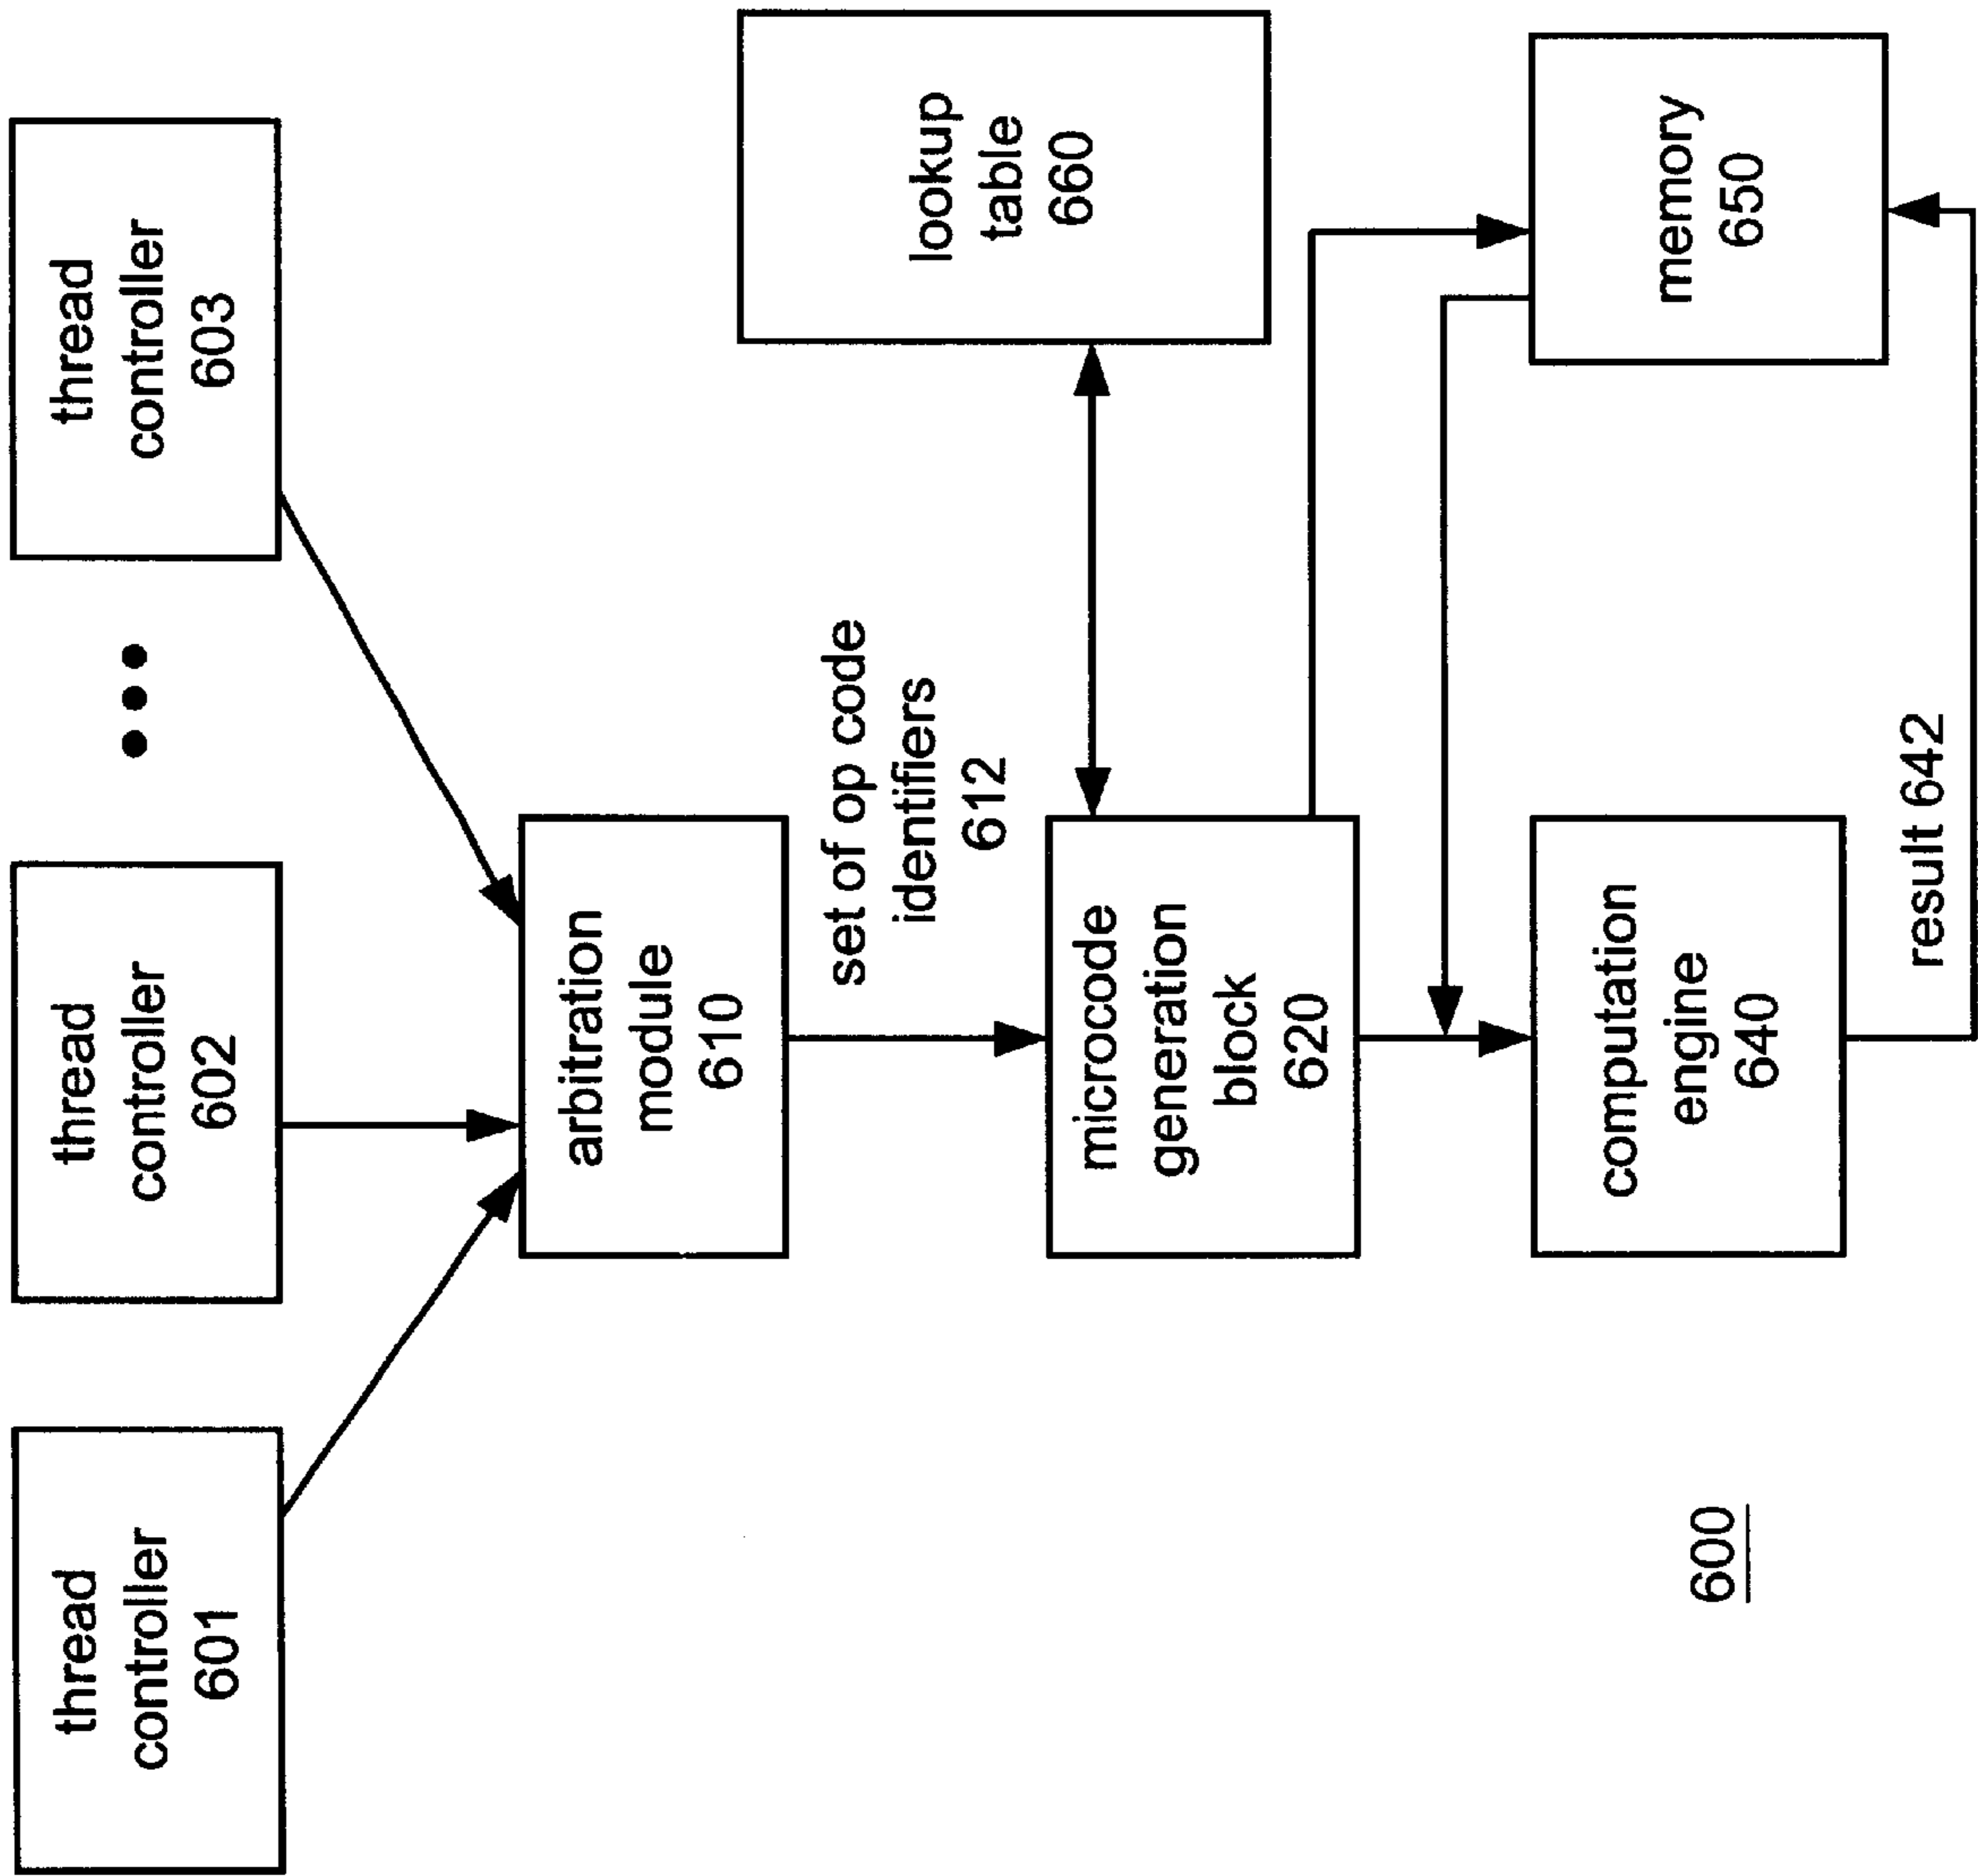 thread
controller
601
thread
controller
602
thread
controller
603
arbitration
module
610
set of op code
identifiers
612
microcode
generation
block
620
lookup
table
660
computation
engine
640
memory
650
result 642
600